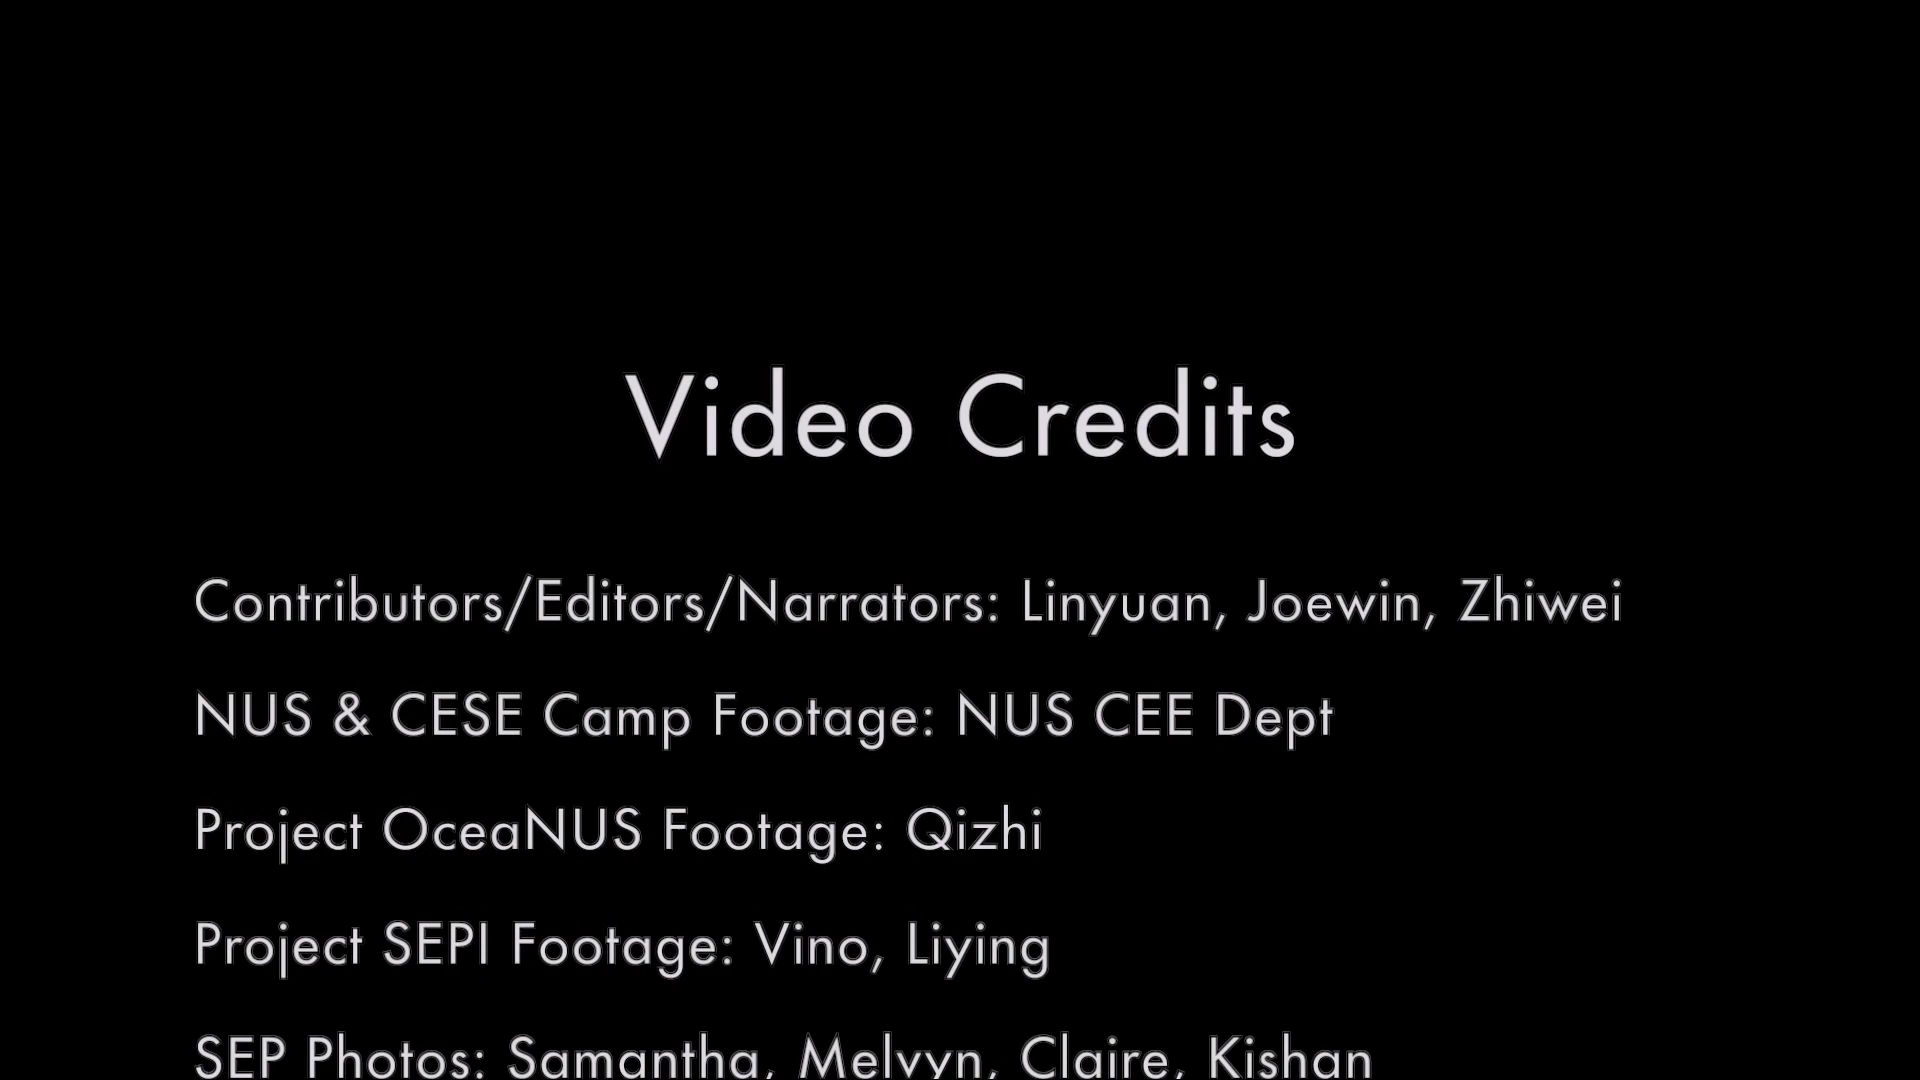 Video Credits
Contributors/Editors/Narrators: Linyuan, Joewin, Zhiwei
NUS & CESE Camp Footage: NUS CEE Dept
Project OceaNUS Footage: Qizhi
Project SEPI Footage: Vino, Liying
SEP Photos: Samantha, Melvyn, Claire, Kishan